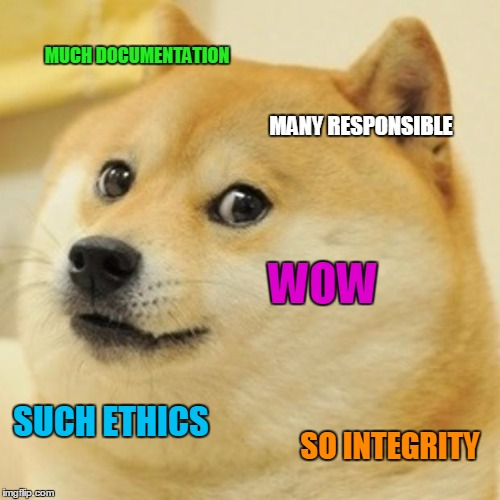 MUCH DOCUMENTATION
MANY RESPONSIBLE
WOW
SUCH ETHICS
SO INTEGRITY
imgflip.com